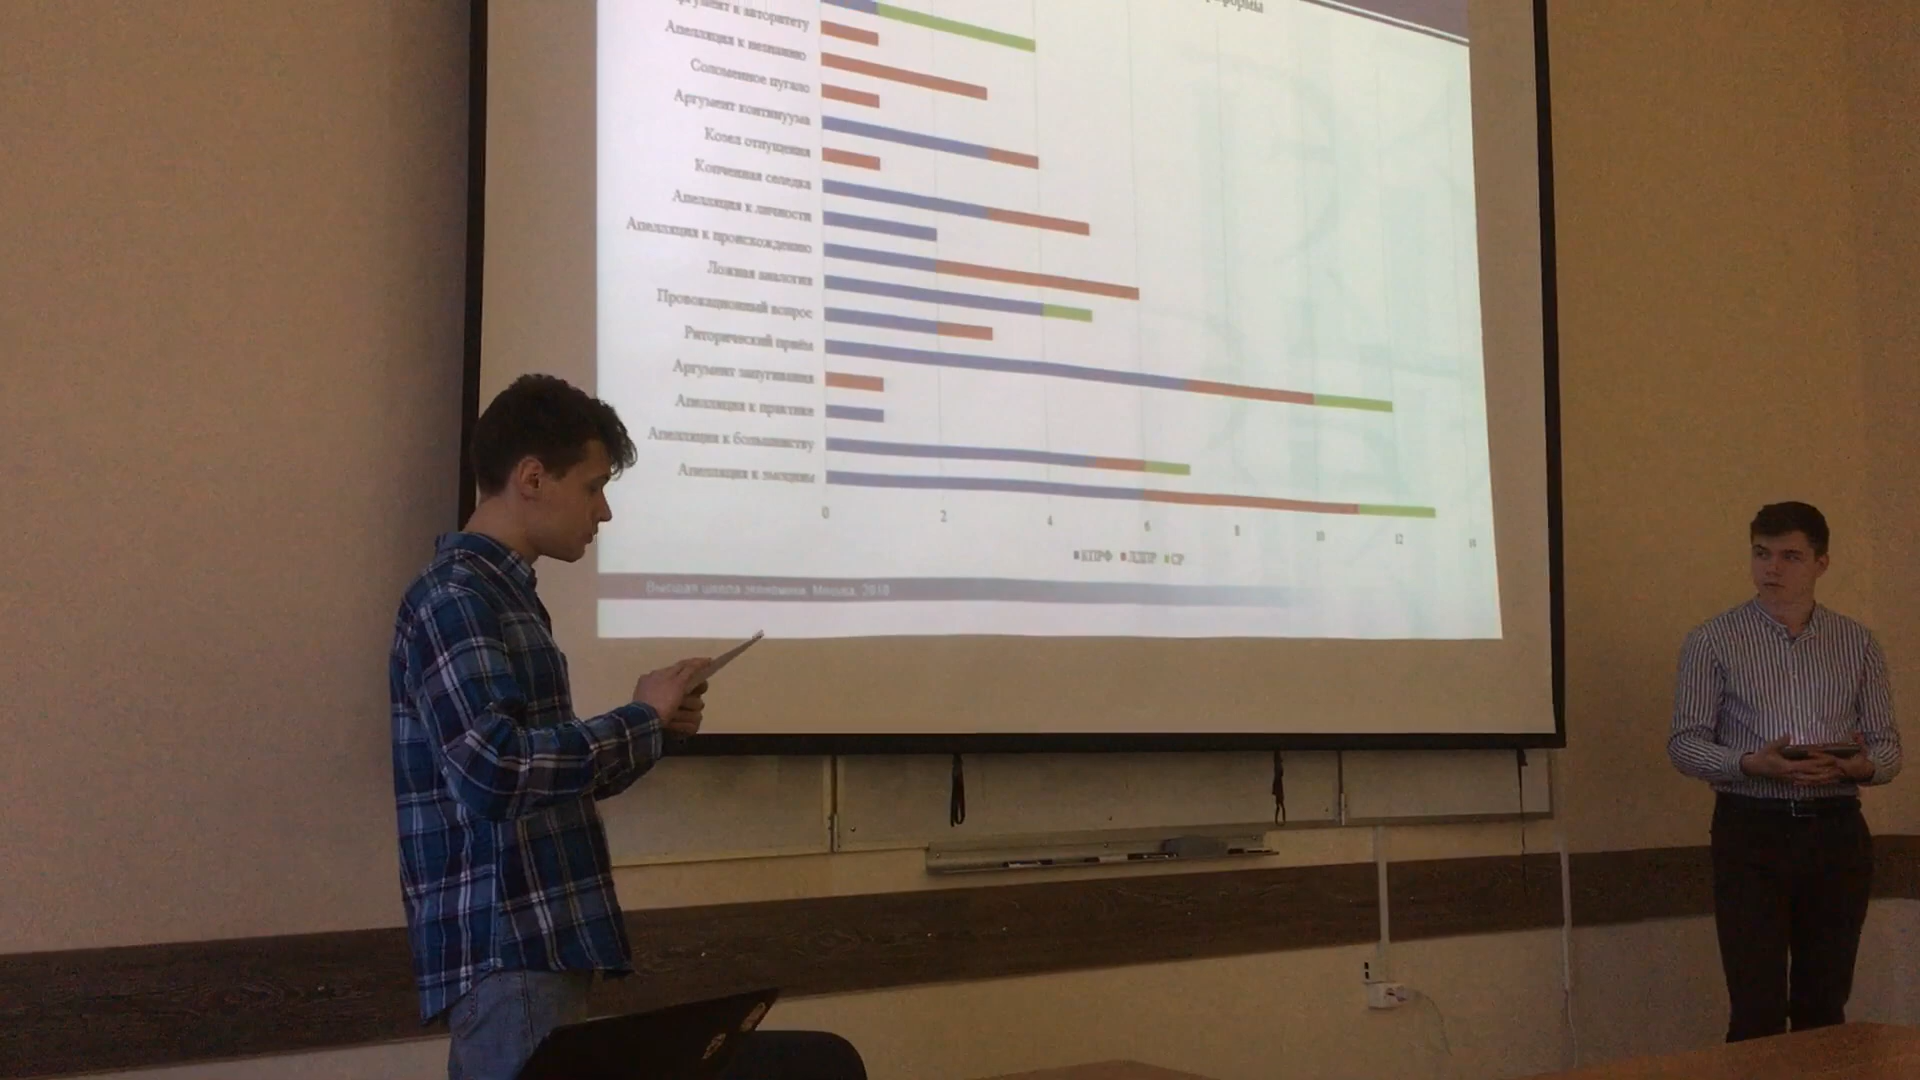 Аргумент к авторитету
Апелляция к незнанию
Соломенное пугало
Аргумент континуума
Козел отпущения
Копченная селедка
Апелляция к личности
Апелляция к происхождению
Ложная аналогия
Провокационный вопрос
Риторический приём
Аргумент запугивания
Апелляция к практике
Апелляция к большинству
Апелляция к эмоциям
0 2 4 6 8 10 12 14
КПРФ ЛДПР СР
Высшая школа экономики, Москва, 2018